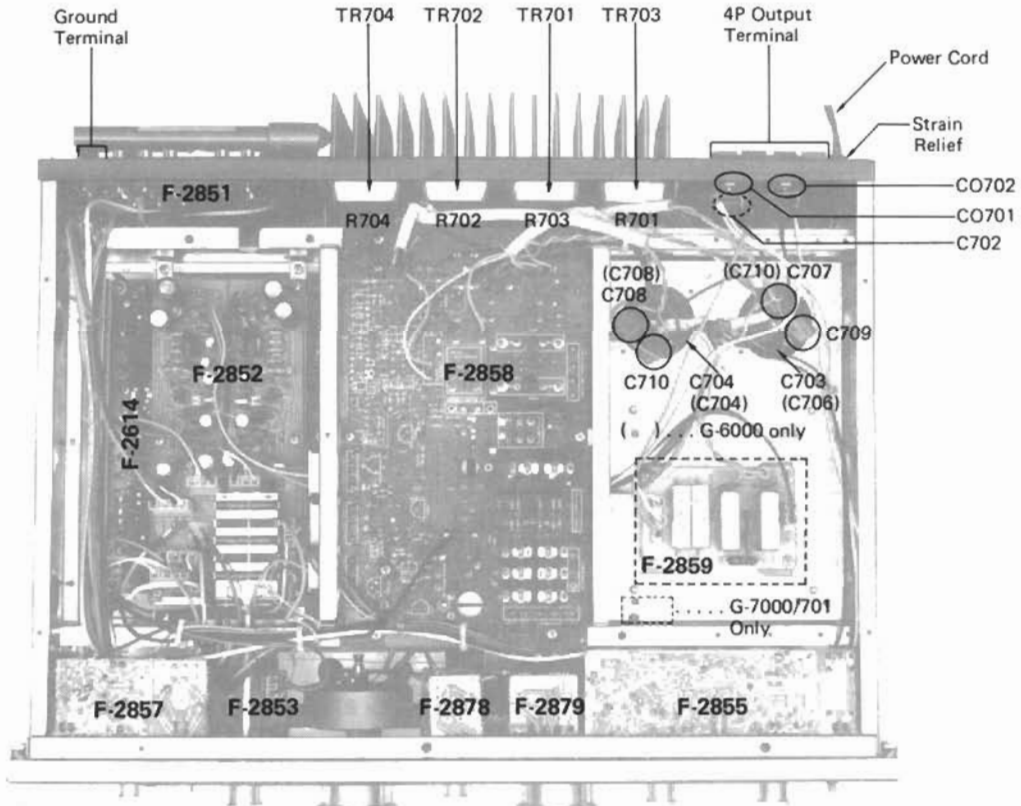 Ground
Terminal
TR704
TR702
TR701
TR703
4P Output
Terminal
Power Cord
Strain
Relief
F-2851
CO702
CO701
C702
R704
R702
R703
R701
(C708)
C708
(C710)
C707
C709
C710
C704
(C704)
C703
(C706)
F-2852
F-2858
F-2614
( ) . . . G-6000 only
F-2859
. . . . . G-7000/701
Only
F-2857
F-2853
F-2878
F-2879
F-2855